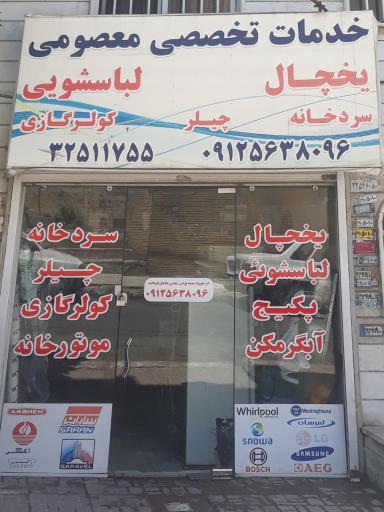 خدمات تخصصی معصومی
یخچال لباسشویی
سردخانه چیلر کولرگازی
۰۹۱۲۵۶۳۸۰۹۶ ۳۲۵۱۱۷۵۵
یخچال
لباسشوئی
پکیج
آبگرمکن
سردخانه
چیلر
کولرگازی
موتورخانه
۰۹۱۲۵۶۳۸۰۹۶
Whirlpool
Westinghouse
امرسان
snowa
LG
SAMSUNG
BOSCH
AEG
ARSHEH
SARAN
SARAVEL